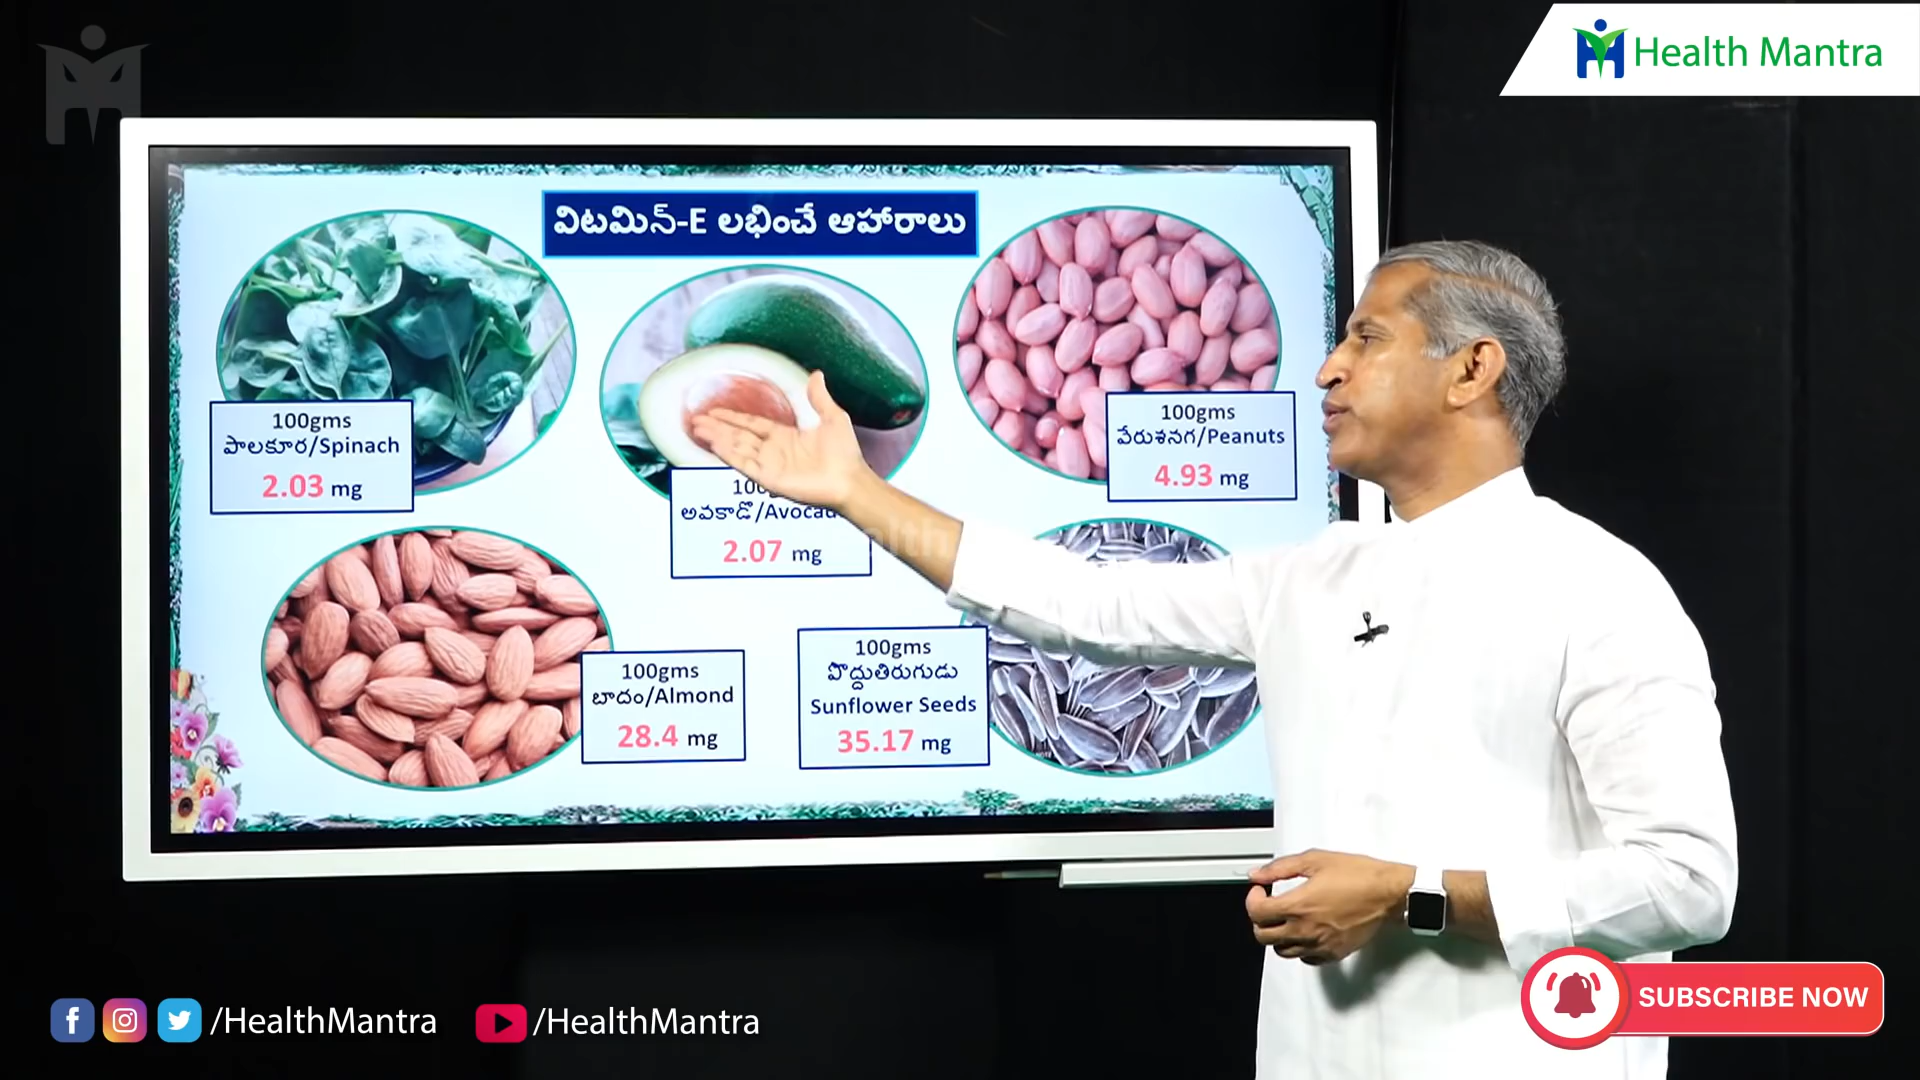 Health Mantra
విటమిన్-E లభించే ఆహారాలు
100gms
పాలకూర/Spinach
2.03 mg
అవకాడొ/Avocad
2.07 mg
100gms
వేరుశనగ/Peanuts
4.93 mg
100gms
బాదం/Almond
28.4 mg
100gms
పొద్దుతిరుగుడు
Sunflower Seeds
35.17 mg
/HealthMantra
/HealthMantra
SUBSCRIBE NOW